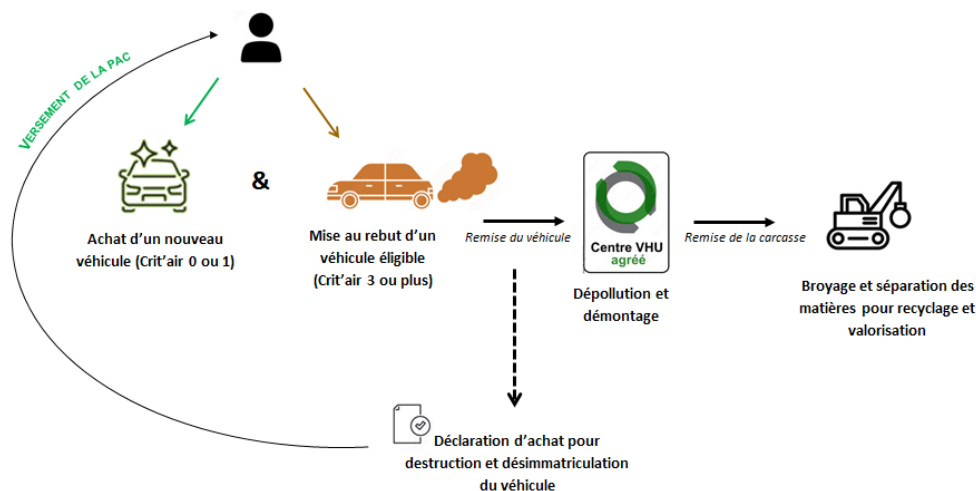 VERSEMENT DE LA PAC
&
Achat d'un nouveau
véhicule (Crit'air 0 ou 1)
Mise au rebut d'un
véhicule éligible
(Crit'air 3 ou plus)
Remise du véhicule
Centre VHU
agréé
Dépollution et
démontage
Remise de la carcasse
Broyage et séparation des
matières pour recyclage et
valorisation
Déclaration d'achat pour
destruction et désimmatriculation
du véhicule